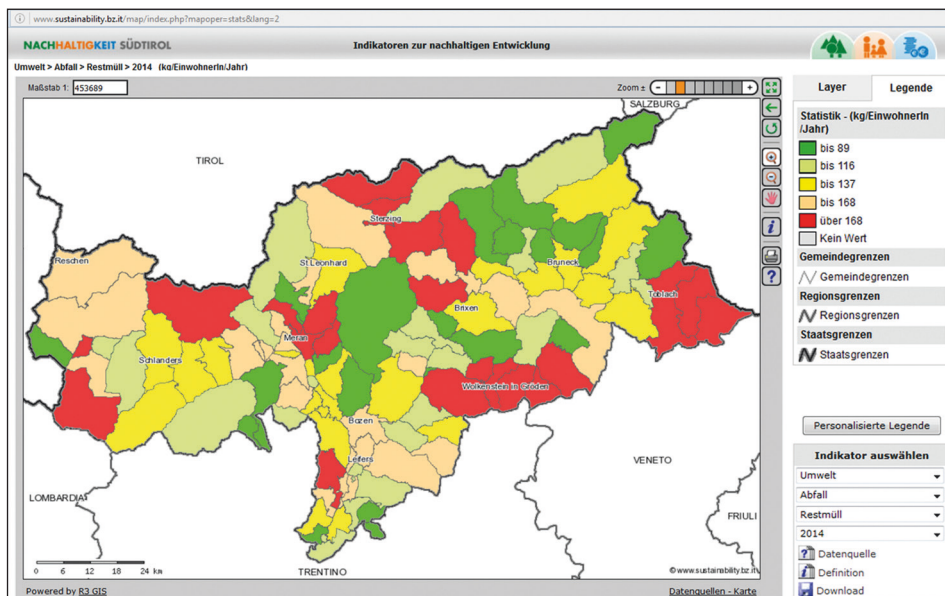 www.sustainability.bz.it/map/index.php?mapoper=stats&lang=2
NACHHALTIGKEIT SÜDTIROL
Indikatoren zur nachhaltigen Entwicklung
Umwelt > Abfall > Restmüll > 2014 (kg/EinwohnerIn/Jahr)
Maßstab 1: 453689
Zoom ±
SALZBURG
TIROL
Sterzing
Reschen
St Leonhard
Bruneck
Toblach
Brixen
Meran
Schlanders
Wolkenstein in Gröden
Bozen
Leifers
VENETO
LOMBARDIA
FRIULI
TRENTINO
0 6 12 18 24 km
© www.sustainability.bz.it
Powered by R3 GIS
Datenquellen - Karte
Layer
Legende
Statistik - (kg/EinwohnerIn
/Jahr)
bis 89
bis 116
bis 137
bis 168
über 168
Kein Wert
Gemeindegrenzen
Gemeindegrenzen
Regionsgrenzen
Regionsgrenzen
Staatsgrenzen
Staatsgrenzen
Personalisierte Legende
Indikator auswählen
Umwelt
Abfall
Restmüll
2014
Datenquelle
Definition
Download